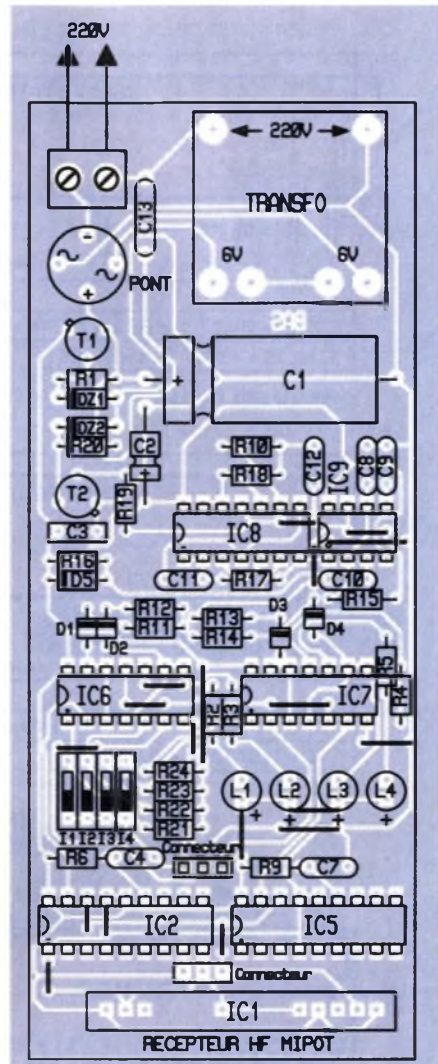 220V
220V
TRANSFO
C13
6V 6V
PONT
BAS
T1
C1
R1
DZ1
DZ2
R20
C2
R10
R18
C12
IC9
C8
C9
T2
R19
C3
IC8
R16
D5
C11
R17
C10
R15
R12
R11
R13
R14
D3
D4
D1
D2
R5
R4
IC6
IC7
R2
R3
R24
R23
R22
R21
L1 L2 L3 L4
I1 I2 I3 I4
Connecteur
R6
C4
R9
C7
IC2
IC5
Connecteur
IC1
RECEPTEUR HF MIPOT